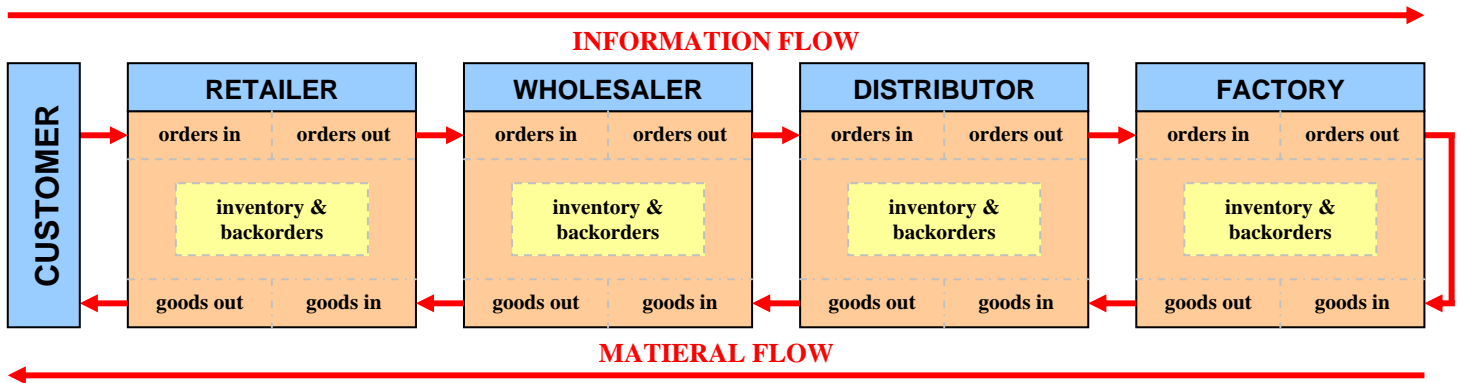 INFORMATION FLOW
CUSTOMER
RETAILER
orders in
orders out
inventory &
backorders
goods out
goods in
WHOLESALER
orders in
orders out
inventory &
backorders
goods out
goods in
DISTRIBUTOR
orders in
orders out
inventory &
backorders
goods out
goods in
FACTORY
orders in
orders out
inventory &
backorders
goods out
goods in
MATIERAL FLOW